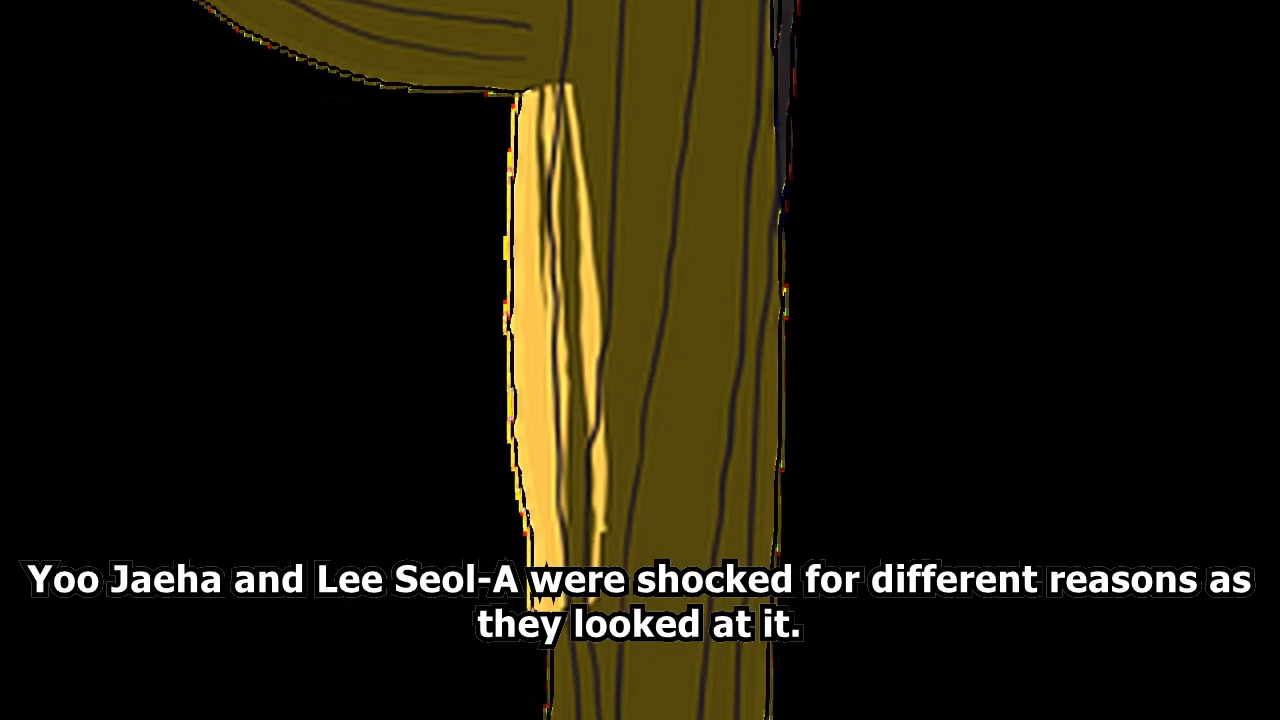 Yoo Jaeha and Lee Seol-A were shocked for different reasons as
they looked at it.